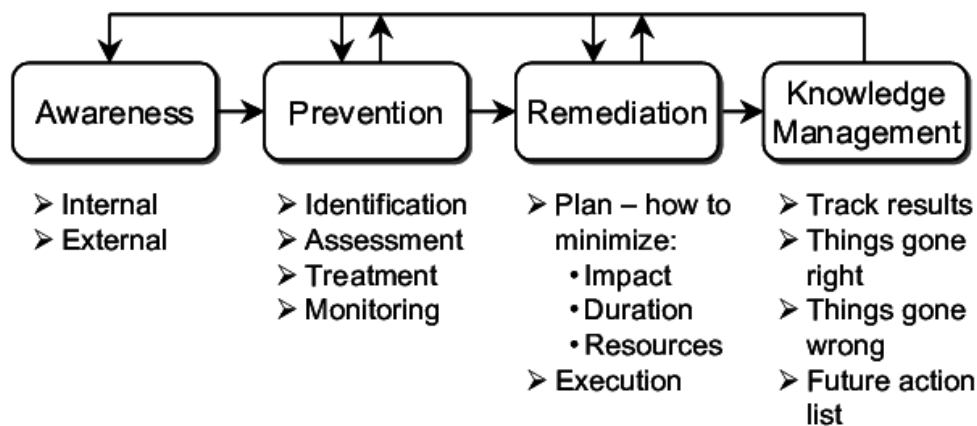 Awareness
Prevention
Remediation
Knowledge
Management
➢ Internal
➢ External
➢ Identification
➢ Assessment
➢ Treatment
➢ Monitoring
➢ Plan – how to
minimize:
• Impact
• Duration
• Resources
➢ Execution
➢ Track results
➢ Things gone
right
➢ Things gone
wrong
➢ Future action
list